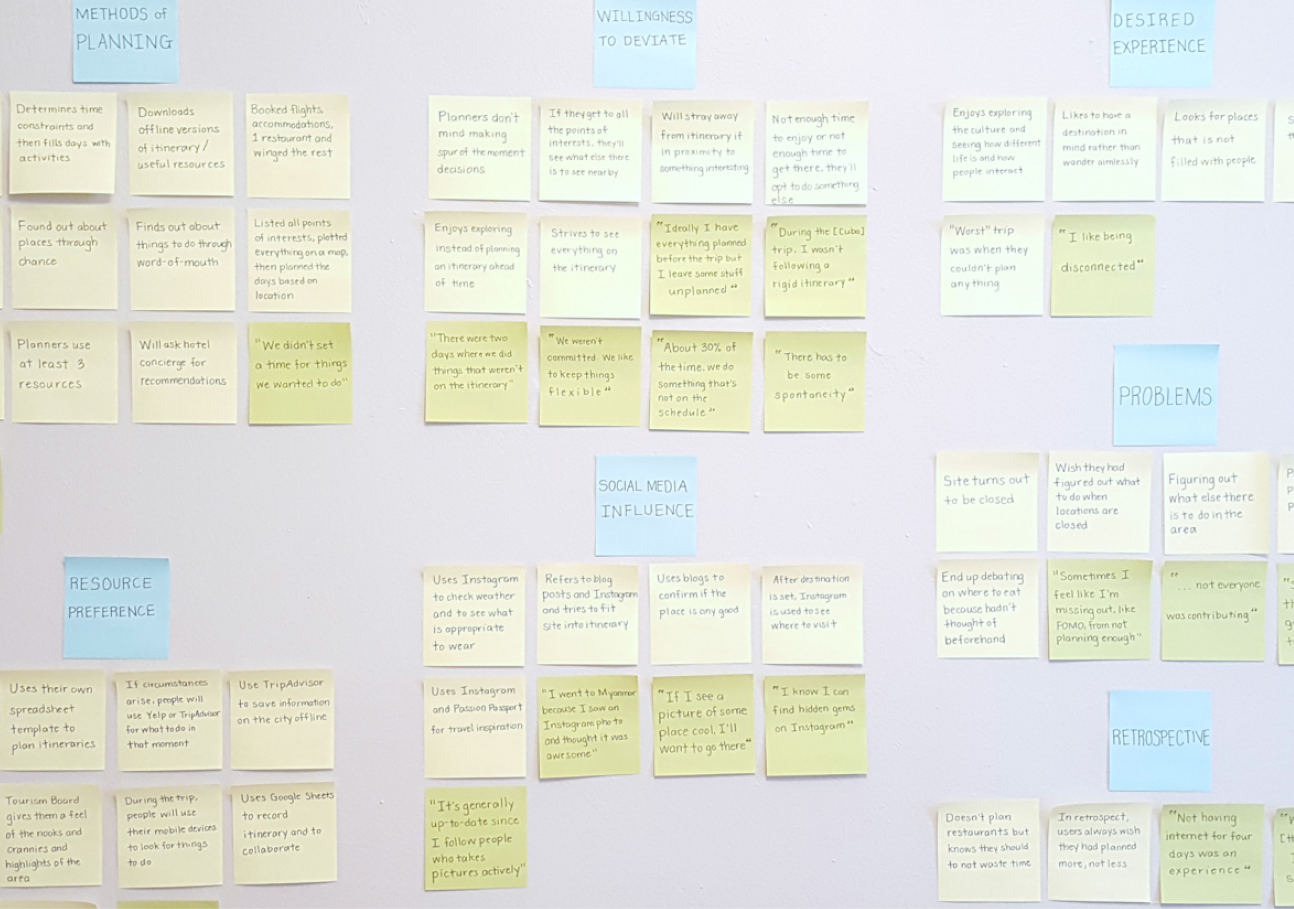 METHODS of
PLANNING
Determines time
constraints and
then fills days with
activities
Downloads
offline versions
of itinerary /
useful resources
Booked flights,
accommodations,
1 restaurant and
winged the rest
Found out about
places through
chance
Finds out about
things to do through
word-of-mouth
Listed all points
of interests, plotted
everything on a map,
then planned the
days based on
location
Planners use
at least 3
resources
Will ask hotel
concierge for
recommendations
"We didn't set
a time for things
we wanted to do"
RESOURCE
PREFERENCE
Uses their own
spreadsheet
template to
plan itineraries
If circumstances
arise, people will
use Yelp or TripAdvisor
for what to do in
that moment
Use TripAdvisor
to save information
on the city offline
Tourism Board
gives them a feel
of the nooks and
crannies and
highlights of the
area
During the trip,
people will use
their mobile devices
to look for things
to do
Uses Google Sheets
to record
itinerary and to
collaborate
WILLINGNESS
TO DEVIATE
Planners don't
mind making
spur of the moment
decisions
If they get to all
the points of
interests, they'll
see what else there
is to see nearby
Will stray away
from itinerary if
in proximity to
something interesting
Not enough time
to enjoy or not
enough time to
get there, they'll
opt to do something
else
Enjoys exploring
instead of planning
an itinerary ahead
of time
Strives to see
everything on
the itinerary
"Ideally I have
everything planned
before the trip but
I leave some stuff
unplanned"
"During the [Cuba]
trip, I wasn't
following a
rigid itinerary"
"There were two
days where we did
things that weren't
on the itinerary"
"We weren't
committed. We like
to keep things
flexible"
"About 30% of
the time, we do
something that's
not on the
schedule"
"There has to
be some
spontaneity"
SOCIAL MEDIA
INFLUENCE
Uses Instagram
to check weather
and to see what
is appropriate
to wear
Refers to blog
posts and Instagram
and tries to fit
site into itinerary
Uses blogs to
confirm if the
place is any good
After destination
is set, Instagram
is used to see
where to visit
Uses Instagram
and Passion Passport
for travel inspiration
"I went to Myanmar
because I saw an
Instagram photo
and thought it was
awesome"
"If I see a
picture of some
place cool, I'll
want to go there"
"I know I can
find hidden gems
on Instagram"
"It's generally
up-to-date since
I follow people
who takes
pictures actively"
DESIRED
EXPERIENCE
Enjoys exploring
the culture and
seeing how different
life is and how
people interact
Likes to have a
destination in
mind rather than
wander aimlessly
Looks for places
that is not
filled with people
"Worst" trip
was when they
couldn't plan
anything
"I like being
disconnected"
PROBLEMS
Site turns out
to be closed
Wish they had
figured out what
to do when
locations are
closed
Figuring out
what else there
is to do in the
area
End up debating
on where to eat
because hadn't
thought of
beforehand
"Sometimes I
feel like I'm
missing out, like
FOMO, from not
planning enough"
"... not everyone
was contributing"
RETROSPECTIVE
Doesn't plan
restaurants but
knows they should
to not waste time
In retrospect,
users always wish
they had planned
more, not less
"Not having
internet for four
days was an
experience"